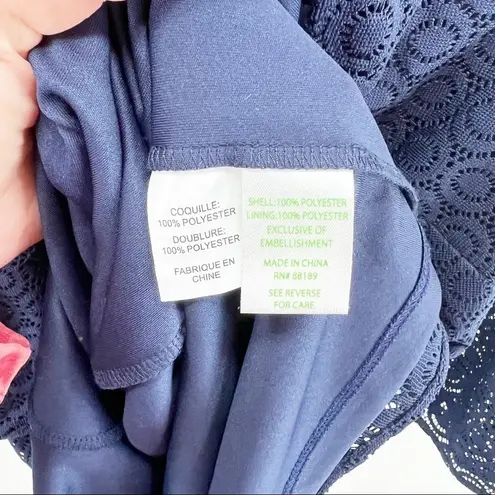 COQUILLE:
100% POLYESTER
DOUBLURE:
100% POLYESTER
FABRIQUE EN
CHINE
SHELL:100% POLYESTER
LINING:100% POLYESTER
EXCLUSIVE OF
EMBELLISHMENT
MADE IN CHINA
RN# 88189
SEE REVERSE
FOR CARE.